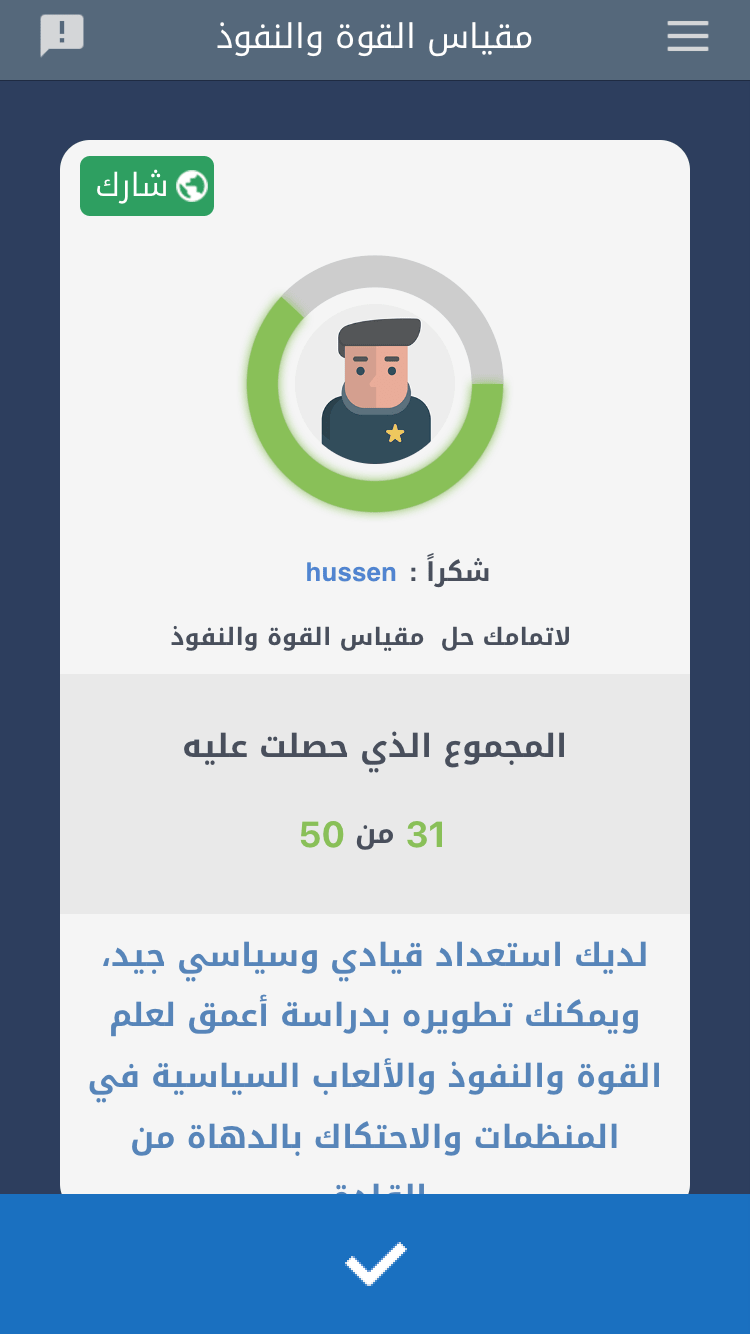 مقياس القوة والنفوذ
شارك
شكراً : hussen
لاتمامك حل مقياس القوة والنفوذ
المجموع الذي حصلت عليه
31 من 50
لديك استعداد قيادي وسياسي جيد،
ويمكنك تطويره بدراسة أعمق لعلم
القوة والنفوذ والألعاب السياسية في
المنظمات والاحتكاك بالدهاة من